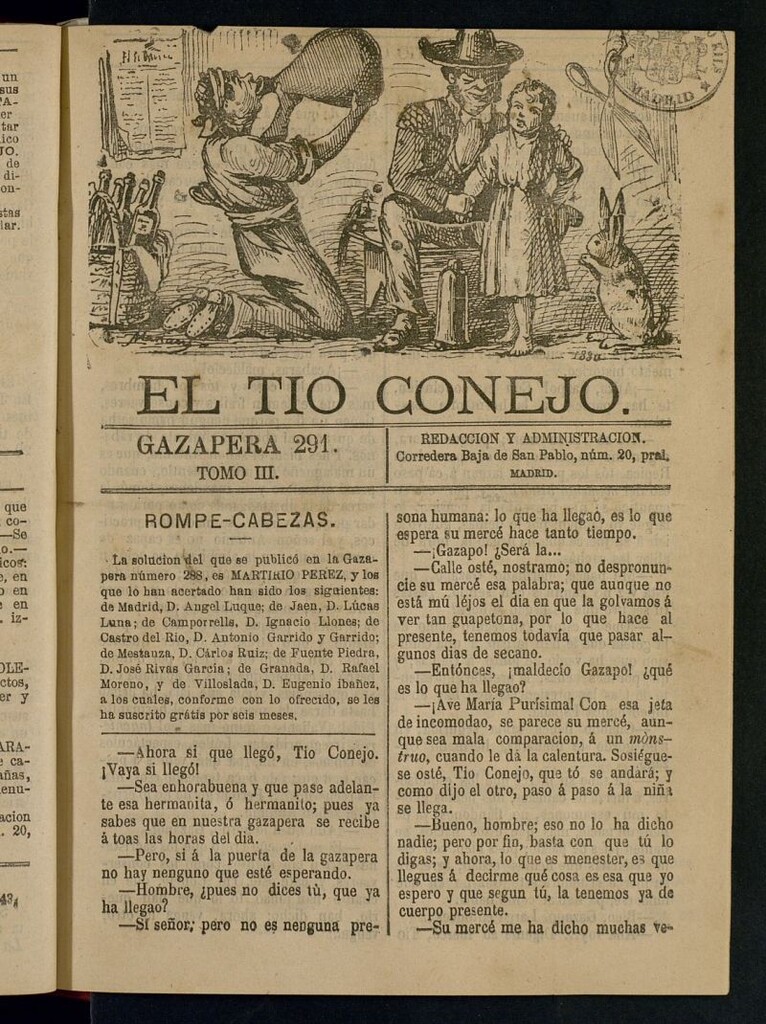 MADRID
1880
EL TIO CONEJO.
GAZAPERA 291.
TOMO III.
REDACCION Y ADMINISTRACION.
Corredera Baja de San Pablo, núm. 20, pral.
MADRID.
ROMPE-CABEZAS.
La solucion del que se publicó en la Gaza-
pera número 288, es MARTIRIO PEREZ, y los
que lo han acertado han sido los siguientes:
de Madrid, D. Angel Luque; de Jaen, D. Lúcas
Luna; de Camporrells, D. Ignacio Llones; de
Castro del Rio, D. Antonio Garrido y Garrido;
de Mestanza, D. Cárlos Ruiz; de Fuente Piedra,
D. José Rivas Garcia; de Granada, D. Rafael
Moreno, y de Villoslada, D. Eugenio ibañez,
a los cuales, conforme con lo ofrecido, se les
ha suscrito grátis por seis meses.
—Ahora si que llegó, Tio Conejo.
¡Vaya si llegó!
—Sea enhorabuena y que pase adelan-
te esa hermanita, ó hermanito; pues ya
sabes que en nuestra gazapera se recibe
á toas las horas del dia.
—Pero, si á la puerta de la gazapera
no hay nenguno que esté esperando.
—Hombre, ¿pues no dices tù, que ya
ha llegao?
—Sí señor; pero no es nenguna pre-
sona humana: lo que ha llegaó, es lo que
espera su mercé hace tanto tiempo.
—¡Gazapo! ¿Será la...
—Calle osté, nostramo; no despronun-
cie su mercé esa palabra; que aunque no
está mú léjos el dia en que la golvamos á
ver tan guapetona, por lo que hace al
presente, tenemos todavía que pasar al-
gunos dias de secano.
—Entónces, ¡maldecío Gazapo! ¿qué
es lo que ha llegao?
—¡Ave María Purísima! Con esa jeta
de incomodao, se parece su mercé, aun-
que sea mala comparacion, á un mòns-
truo, cuando le dá la calentura. Sosiégue-
se osté, Tio Conejo, que tó se andará; y
como dijo el otro, paso á paso á la niña
se llega.
—Bueno, hombre; eso no lo ha dicho
nadie; pero por fin, basta con que tú lo
digas; y ahora, lo que es menester, es que
llegues á decirme qué cosa es esa que yo
espero y que segun tú, la tenemos ya de
cuerpo presente.
—Su mercé me ha dicho muchas ve-